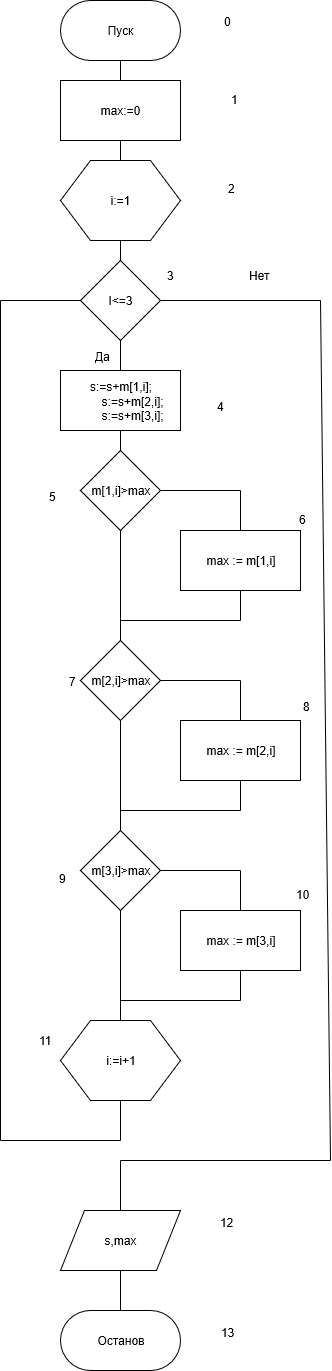 Пуск
0
max:=0
1
i:=1
2
3
Нет
I<=3
Да
s:=s+m[1,i];
s:=s+m[2,i];
s:=s+m[3,i];
4
m[1,i]>max
5
6
max := m[1,i]
m[2,i]>max
7
8
max := m[2,i]
m[3,i]>max
9
10
max := m[3,i]
11
i:=i+1
s,max
12
Останов
13